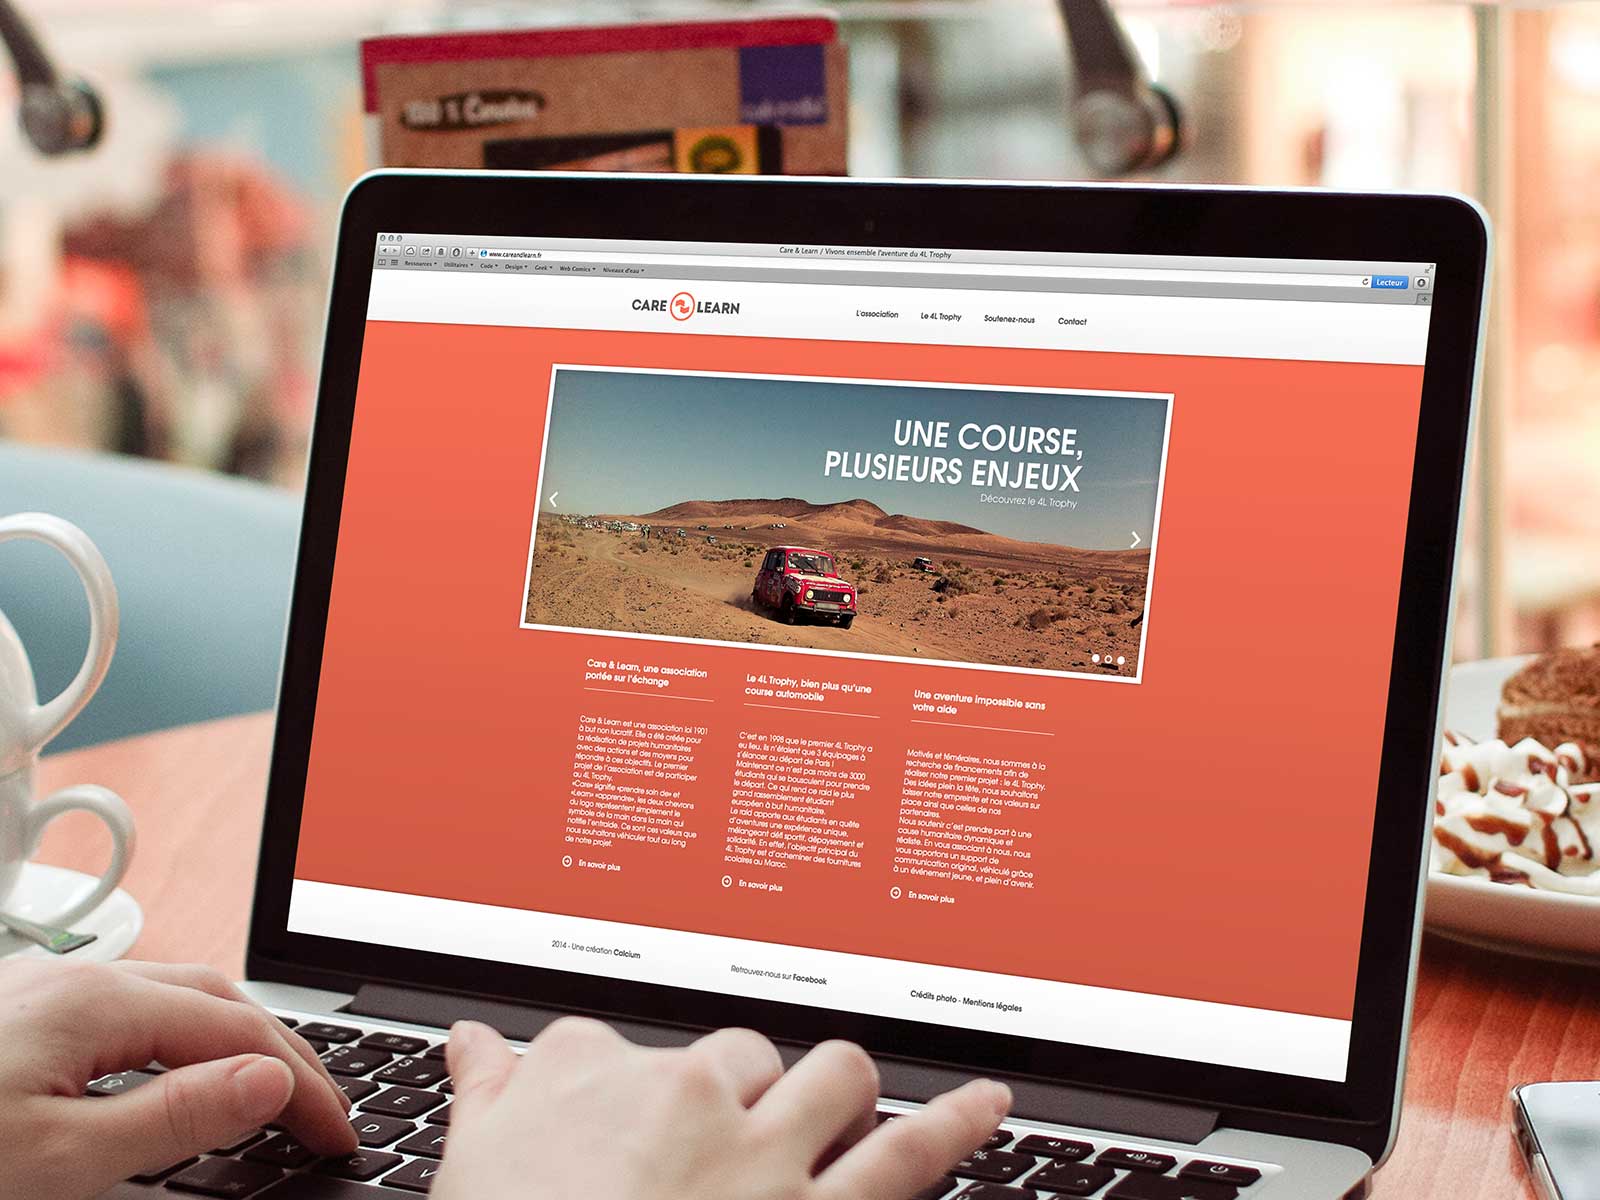 Care & Learn / Vivons ensemble l'aventure du 4L Trophy
www.careandlearn.fr
Lecteur
Ressources
Utilitaires
Code
Design
Geek
Web Comics
Niveaux d'eau
CARE LEARN
L'association
Le 4L Trophy
Soutenez-nous
Contact
UNE COURSE,
PLUSIEURS ENJEUX
Découvrez le 4L Trophy
Care & Learn, une association
portée sur l'échange
Care & Learn est une association loi 1901
à but non lucratif. Elle a été créée pour
la réalisation de projets humanitaires
avec des actions et des moyens pour
répondre à ces objectifs. Le premier
projet de l'association est de participer
au 4L Trophy.
«Care» signifie «prendre soin de» et
«Learn» «apprendre», les deux chevrons
du logo représentent simplement le
symbole de la main dans la main qui
notifie l'entraide. Ce sont ces valeurs que
nous souhaitons véhiculer tout au long
de notre projet.
En savoir plus
Le 4L Trophy, bien plus qu'une
course automobile
C'est en 1998 que le premier 4L Trophy a
eu lieu. Ils n'étaient que 3 équipages à
s'élancer au départ de Paris !
Maintenant ce n'est pas moins de 3000
étudiants qui se bousculent pour prendre
le départ. Ce qui rend ce raid le plus
grand rassemblement étudiant
européen à but humanitaire.
Le raid apporte aux étudiants en quête
d'aventures une expérience unique,
mélangeant défi sportif, dépaysement et
solidarité. En effet, l'objectif principal du
4L Trophy est d'acheminer des fournitures
scolaires au Maroc.
En savoir plus
Une aventure impossible sans
votre aide
Motivés et téméraires, nous sommes à la
recherche de financements afin de
réaliser notre premier projet : le 4L Trophy.
Des idées plein la tête, nous souhaitons
laisser notre empreinte et nos valeurs sur
place ainsi que celles de nos
partenaires.
Nous soutenir c'est prendre part à une
cause humanitaire dynamique et
réaliste. En vous associant à nous, nous
vous apportons un support de
communication original, véhiculé grâce
à un événement jeune, et plein d'avenir.
En savoir plus
2014 - Une création Calcium
Retrouvez-nous sur Facebook
Crédits photo - Mentions légales
E
D
X
C
V